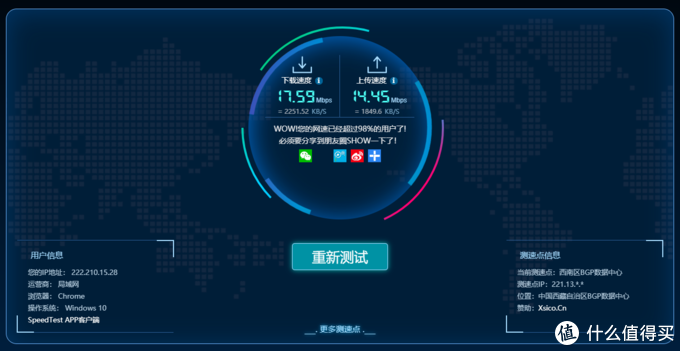 下载速度
上传速度
17.59 Mbps
14.45 Mbps
= 2251.52 KB/S
= 1849.6 KB/S
WOW!您的网速已经超过98%的用户了!
必须要分享到朋友圈SHOW一下了!
重新测试
用户信息
您的IP地址: 222.210.15.28
运营商: 局域网
浏览器: Chrome
操作系统: Windows 10
SpeedTest APP客户端
测速点信息
当前测速点: 西南区BGP数据中心
测速点IP: 221.13.*.*
位置: 中国西藏自治区BGP数据中心
赞助: Xsico.Cn
__. 更多测速点 .__
值 什么值得买